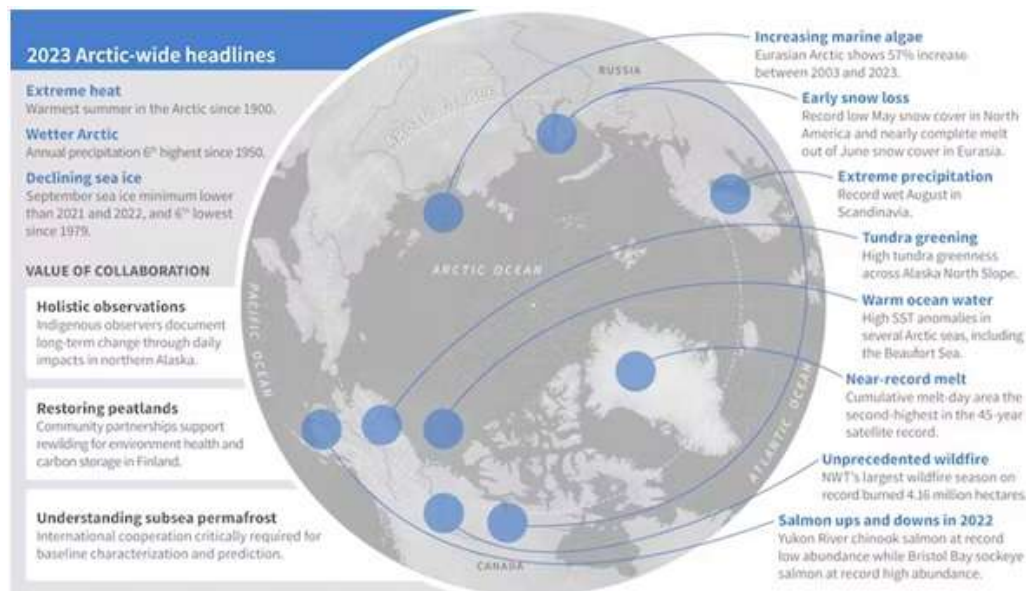 2023 Arctic-wide headlines
Extreme heat
Warmest summer in the Arctic since 1900.
Wetter Arctic
Annual precipitation 6th highest since 1950.
Declining sea ice
September sea ice minimum lower
than 2021 and 2022, and 6th lowest
since 1979.
VALUE OF COLLABORATION
Holistic observations
Indigenous observers document
long-term change through daily
impacts in northern Alaska.
Restoring peatlands
Community partnerships support
rewilding for environment health and
carbon storage in Finland.
Understanding subsea permafrost
International cooperation critically required for
baseline characterization and prediction.
RUSSIA
ARCTIC CIRCLE
ARCTIC OCEAN
PACIFIC OCEAN
ATLANTIC OCEAN
CANADA
Increasing marine algae
Eurasian Arctic shows 57% increase
between 2003 and 2023.
Early snow loss
Record low May snow cover in North
America and nearly complete melt
out of June snow cover in Eurasia.
Extreme precipitation
Record wet August in
Scandinavia.
Tundra greening
High tundra greenness
across Alaska North Slope.
Warm ocean water
High SST anomalies in
several Arctic seas, including
the Beaufort Sea.
Near-record melt
Cumulative melt-day area the
second-highest in the 45-year
satellite record.
Unprecedented wildfire
NWT's largest wildfire season on
record burned 4.16 million hectares.
Salmon ups and downs in 2022
Yukon River chinook salmon at record
low abundance while Bristol Bay sockeye
salmon at record high abundance.